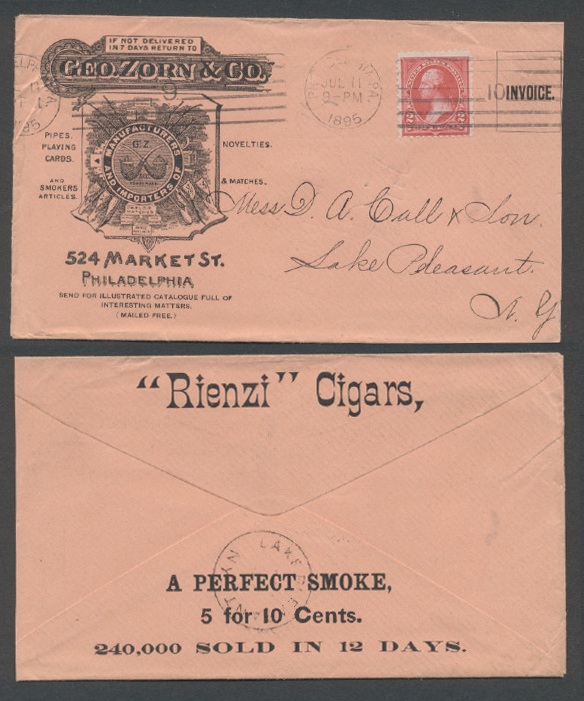 IF NOT DELIVERED
IN 7 DAYS RETURN TO
GEO. ZORN & CO.
PIPES,
PLAYING
CARDS.
AND
SMOKERS
ARTICLES.
MANUFACTURERS
AND IMPORTERS OF
G.Z.
NOVELTIES.
& MATCHES.
524 MARKET ST.
PHILADELPHIA
SEND FOR ILLUSTRATED CATALOGUE FULL OF
INTERESTING MATTERS.
(MAILED FREE.)
JUL 11
9-PM
1895
10
INVOICE.
Mess. D. A. Call & Son.
Lake Pleasant.
N. Y.
"Rienzi" Cigars,
LAKE
A PERFECT SMOKE,
5 for 10 Cents.
240,000 SOLD IN 12 DAYS.